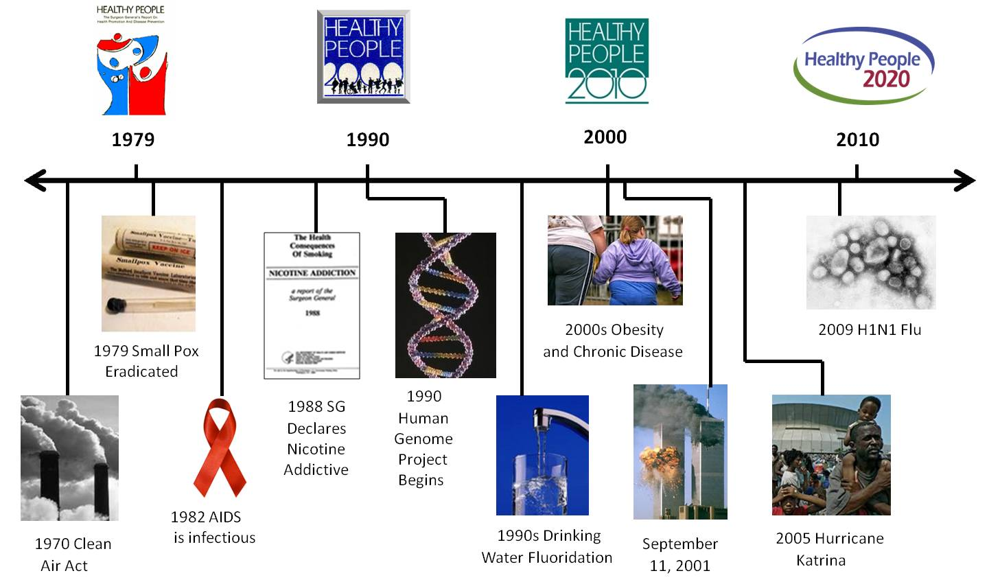 HEALTHY PEOPLE
The Surgeon General's Report On
Health Promotion And Disease Prevention
HEALTHY
PEOPLE
2000
HEALTHY
PEOPLE
2010
Healthy People
2020
1979
1990
2000
2010
Smallpox Vaccine
KEEP ON ICE
Smallpox Vaccine
1979 Small Pox
Eradicated
The Health
Consequences
Of Smoking
NICOTINE ADDICTION
a report of the
Surgeon General
1988
2000s Obesity
and Chronic Disease
2009 H1N1 Flu
1988 SG
Declares
Nicotine
Addictive
1990
Human
Genome
Project
Begins
1982 AIDS
is infectious
1970 Clean
Air Act
1990s Drinking
Water Fluoridation
September
11, 2001
2005 Hurricane
Katrina